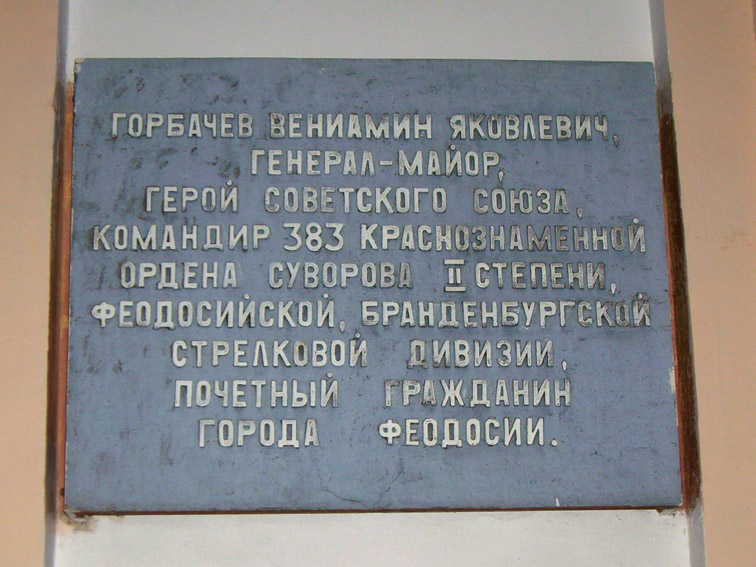 ГОРБАЧЕВ ВЕНИАМИН ЯКОВЛЕВИЧ,
ГЕНЕРАЛ-МАЙОР,
ГЕРОЙ СОВЕТСКОГО СОЮЗА,
КОМАНДИР 383 КРАСНОЗНАМЕННОЙ
ОРДЕНА СУВОРОВА II СТЕПЕНИ,
ФЕОДОСИЙСКОЙ, БРАНДЕНБУРГСКОЙ
СТРЕЛКОВОЙ ДИВИЗИИ,
ПОЧЕТНЫЙ ГРАЖДАНИН
ГОРОДА ФЕОДОСИИ.